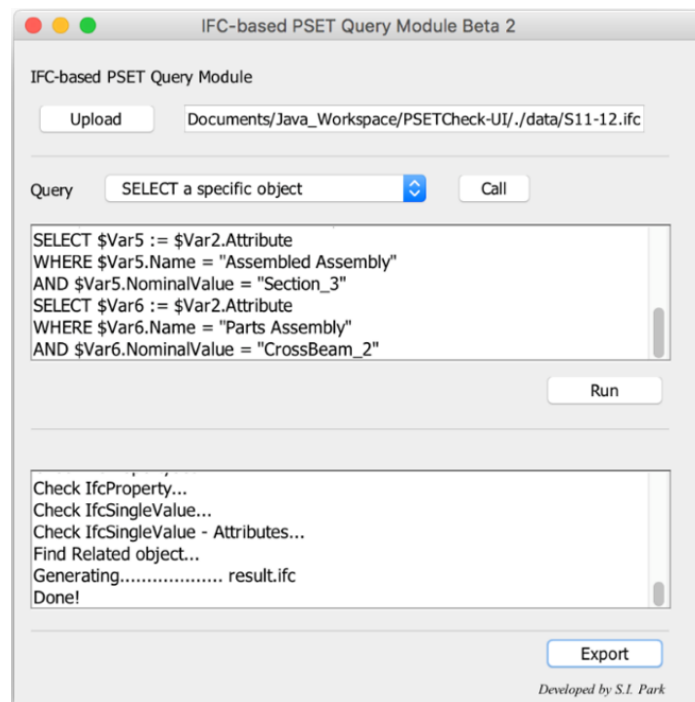 IFC-based PSET Query Module Beta 2
IFC-based PSET Query Module
Upload Documents/Java_Workspace/PSETCheck-UI/./data/S11-12.ifc
Query SELECT a specific object Call
SELECT $Var5 := $Var2.Attribute
WHERE $Var5.Name = "Assembled Assembly"
AND $Var5.NominalValue = "Section_3"
SELECT $Var6 := $Var2.Attribute
WHERE $Var6.Name = "Parts Assembly"
AND $Var6.NominalValue = "CrossBeam_2"
Run
Check IfcProperty...
Check IfcSingleValue...
Check IfcSingleValue - Attributes...
Find Related object...
Generating................... result.ifc
Done!
Export
Developed by S.I. Park